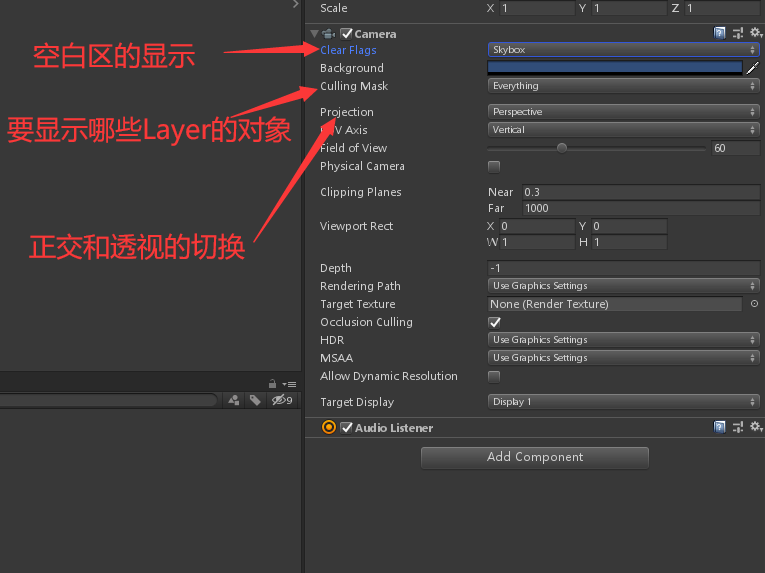 Scale X 1 Y 1 Z 1
Camera
空白区的显示
Clear Flags Skybox
Background
Culling Mask Everything
要显示哪些Layer的对象
Projection Perspective
V Axis Vertical
Field of View 60
Physical Camera
Clipping Planes Near 0.3
Far 1000
正交和透视的切换
Viewport Rect X 0 Y 0
W 1 H 1
Depth -1
Rendering Path Use Graphics Settings
Target Texture None (Render Texture)
Occlusion Culling
HDR Use Graphics Settings
MSAA Use Graphics Settings
Allow Dynamic Resolution
Target Display Display 1
9
Audio Listener
Add Component